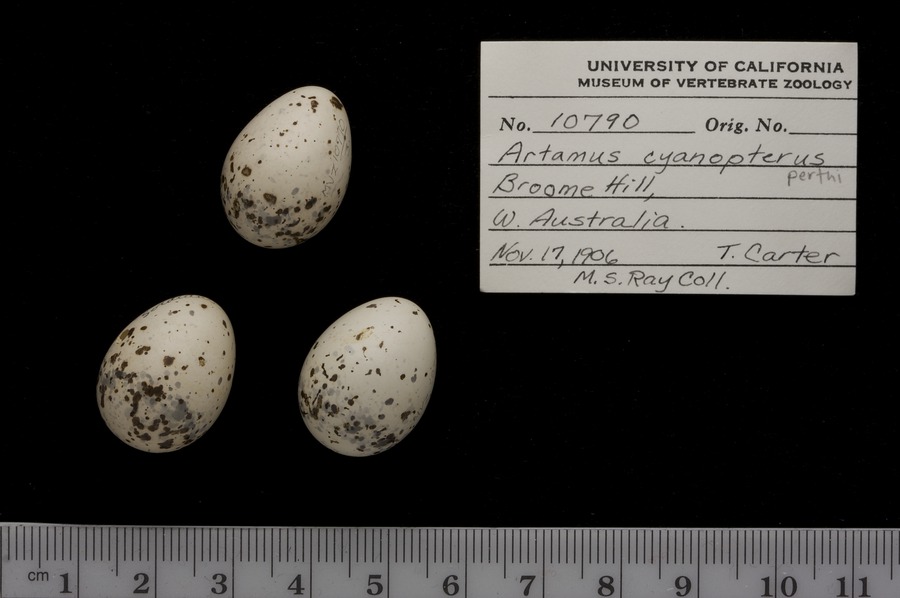 UNIVERSITY OF CALIFORNIA
MUSEUM OF VERTEBRATE ZOOLOGY
No. 10790 Orig. No.
Artamus cyanopterus
perthi
Broome Hill,
W. Australia.
Nov. 17, 1906 T. Carter
M. S. Ray Coll.
cm 1 2 3 4 5 6 7 8 9 10 11